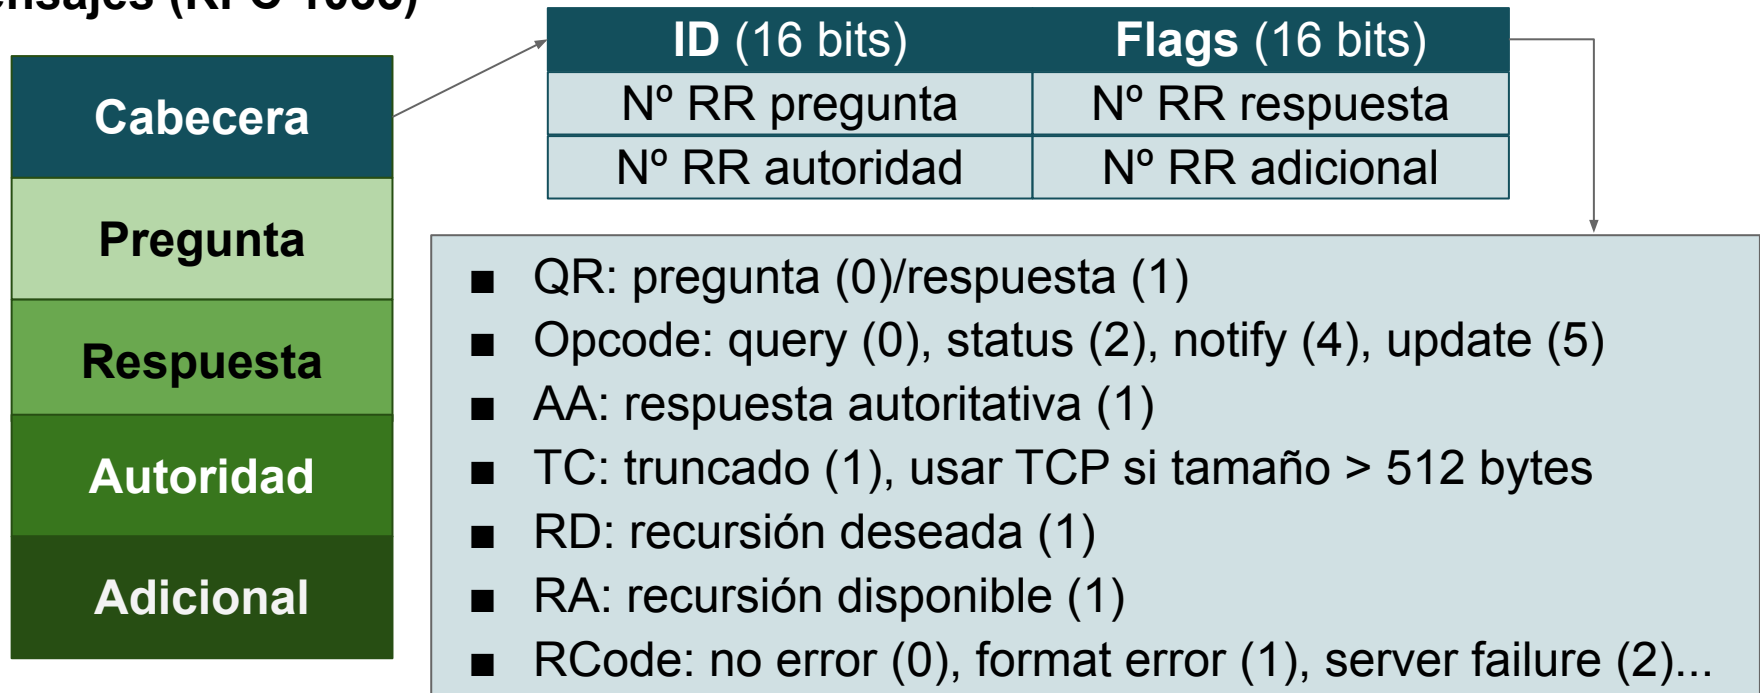 Cabecera
Pregunta
Respuesta
Autoridad
Adicional
ID (16 bits) Flags (16 bits)
Nº RR pregunta Nº RR respuesta
Nº RR autoridad Nº RR adicional
■ QR: pregunta (0)/respuesta (1)
■ Opcode: query (0), status (2), notify (4), update (5)
■ AA: respuesta autoritativa (1)
■ TC: truncado (1), usar TCP si tamaño > 512 bytes
■ RD: recursión deseada (1)
■ RA: recursión disponible (1)
■ RCode: no error (0), format error (1), server failure (2)...